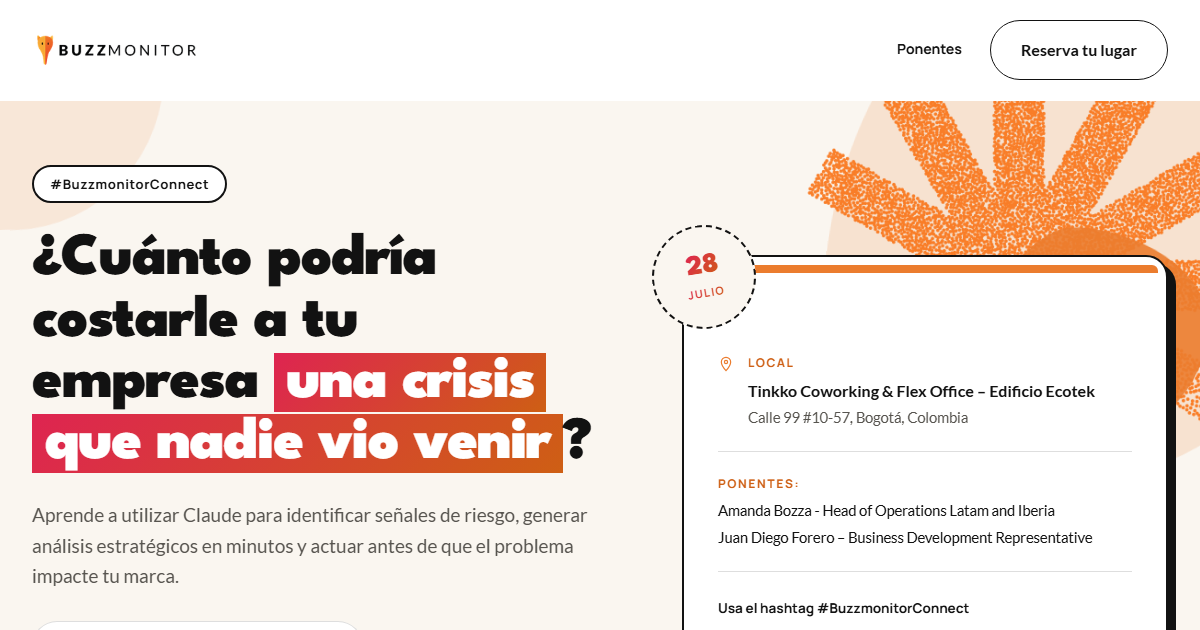 BUZZMONITOR
Ponentes
Reserva tu lugar
#BuzzmonitorConnect
¿Cuánto podría
costarle a tu
empresa una crisis
que nadie vio venir?
Aprende a utilizar Claude para identificar señales de riesgo, generar
análisis estratégicos en minutos y actuar antes de que el problema
impacte tu marca.
28
JULIO
LOCAL
Tinkko Coworking & Flex Office – Edificio Ecotek
Calle 99 #10-57, Bogotá, Colombia
PONENTES:
Amanda Bozza - Head of Operations Latam and Iberia
Juan Diego Forero – Business Development Representative
Usa el hashtag #BuzzmonitorConnect